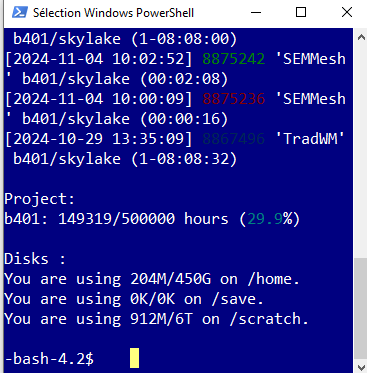 Sélection Windows PowerShell
b401/skylake (1-08:08:00)
[2024-11-04 10:02:52] 8875242 'SEMMesh
' b401/skylake (00:02:08)
[2024-11-04 10:00:09] 8875236 'SEMMesh
' b401/skylake (00:00:16)
[2024-10-29 13:35:09] 8867496 'TradWM'
b401/skylake (1-08:08:32)
Project:
b401: 149319/500000 hours (29.9%)
Disks :
You are using 204M/450G on /home.
You are using 0K/0K on /save.
You are using 912M/6T on /scratch.
-bash-4.2$